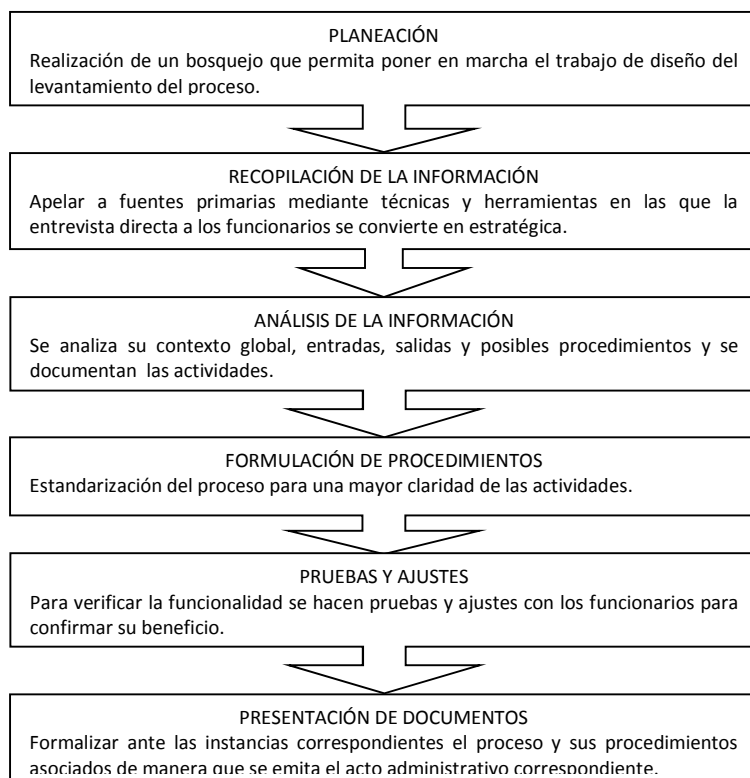 PLANEACIÓN
Realización de un bosquejo que permita poner en marcha el trabajo de diseño del
levantamiento del proceso.
RECOPILACIÓN DE LA INFORMACIÓN
Apelar a fuentes primarias mediante técnicas y herramientas en las que la
entrevista directa a los funcionarios se convierte en estratégica.
ANÁLISIS DE LA INFORMACIÓN
Se analiza su contexto global, entradas, salidas y posibles procedimientos y se
documentan las actividades.
FORMULACIÓN DE PROCEDIMIENTOS
Estandarización del proceso para una mayor claridad de las actividades.
PRUEBAS Y AJUSTES
Para verificar la funcionalidad se hacen pruebas y ajustes con los funcionarios para
confirmar su beneficio.
PRESENTACIÓN DE DOCUMENTOS
Formalizar ante las instancias correspondientes el proceso y sus procedimientos
asociados de manera que se emita el acto administrativo correspondiente.